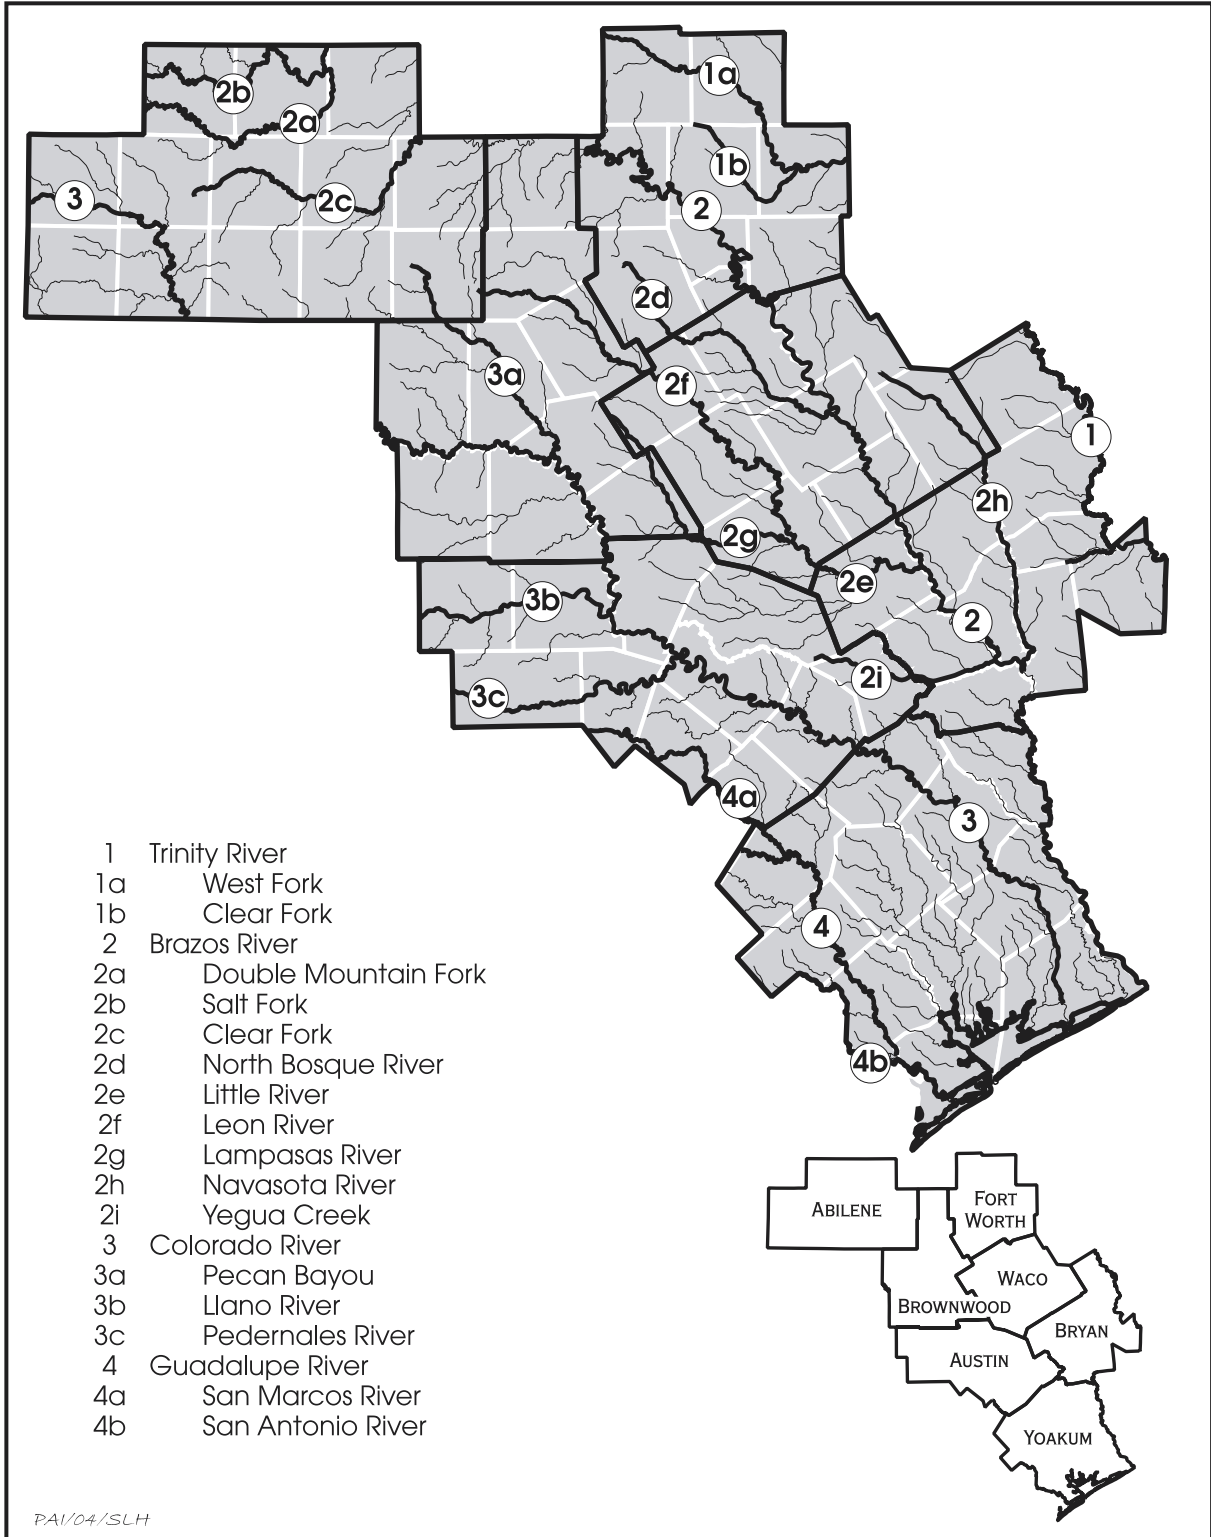 2b
2a
2c
3
1a
1b
2
2d
3a
2f
1
2h
2g
2e
2
3b
2i
3c
4a
3
4
4b
1 Trinity River
1a West Fork
1b Clear Fork
2 Brazos River
2a Double Mountain Fork
2b Salt Fork
2c Clear Fork
2d North Bosque River
2e Little River
2f Leon River
2g Lampasas River
2h Navasota River
2i Yegua Creek
3 Colorado River
3a Pecan Bayou
3b Llano River
3c Pedernales River
4 Guadalupe River
4a San Marcos River
4b San Antonio River
ABILENE
FORT
WORTH
WACO
BROWNWOOD
BRYAN
AUSTIN
YOAKUM
PAI/04/SLH